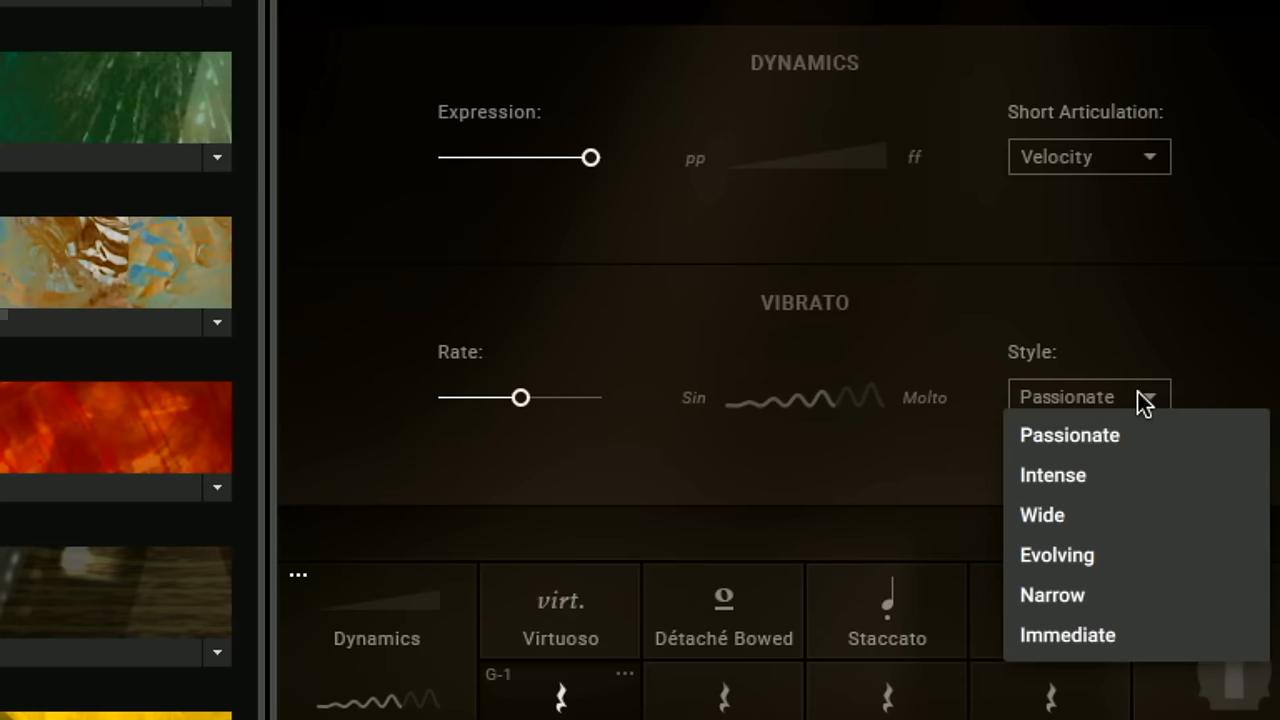 DYNAMICS
Expression:
Short Articulation:
pp
ff
Velocity
VIBRATO
Rate:
Style:
Sin
Molto
Passionate
Passionate
Intense
Wide
Evolving
Narrow
Immediate
virt.
Dynamics
Virtuoso
Détaché Bowed
Staccato
G-1